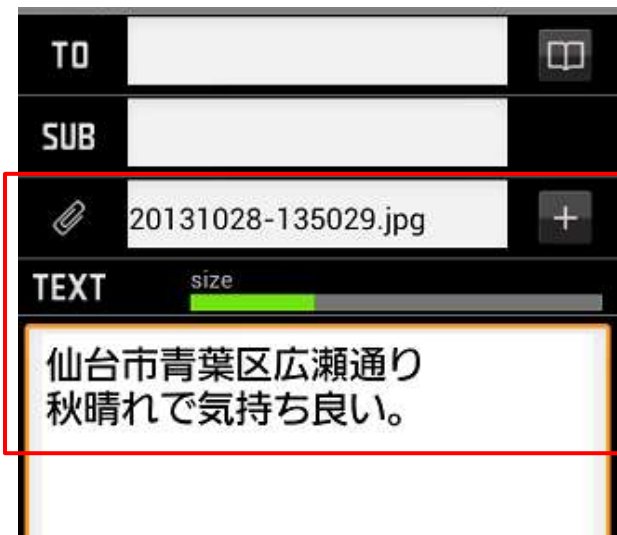 TO
SUB
20131028-135029.jpg
TEXT size
仙台市青葉区広瀬通り
秋晴れで気持ち良い。